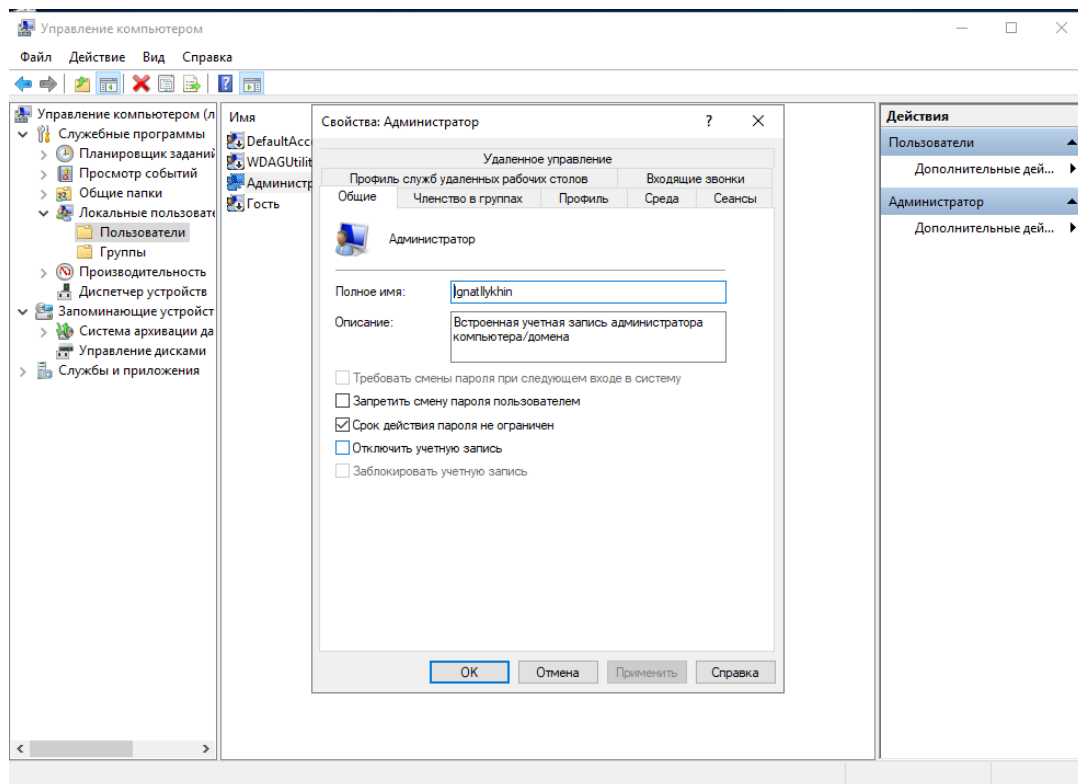 Управление компьютером
Файл Действие Вид Справка
Управление компьютером (л
Служебные программы
Планировщик заданий
Просмотр событий
Общие папки
Локальные пользовате
Пользователи
Группы
Производительность
Диспетчер устройств
Запоминающие устройст
Система архивации да
Управление дисками
Службы и приложения
Имя
DefaultAcc
WDAGUtilit
Администр
Гость
Свойства: Администратор
Удаленное управление
Профиль служб удаленных рабочих столов Входящие звонки
Общие Членство в группах Профиль Среда Сеансы
Администратор
Полное имя: IgnatIlykhin
Описание: Встроенная учетная запись администратора
компьютера/домена
Требовать смены пароля при следующем входе в систему
Запретить смену пароля пользователем
Срок действия пароля не ограничен
Отключить учетную запись
Заблокировать учетную запись
ОК Отмена Применить Справка
Действия
Пользователи
Дополнительные дей...
Администратор
Дополнительные дей...